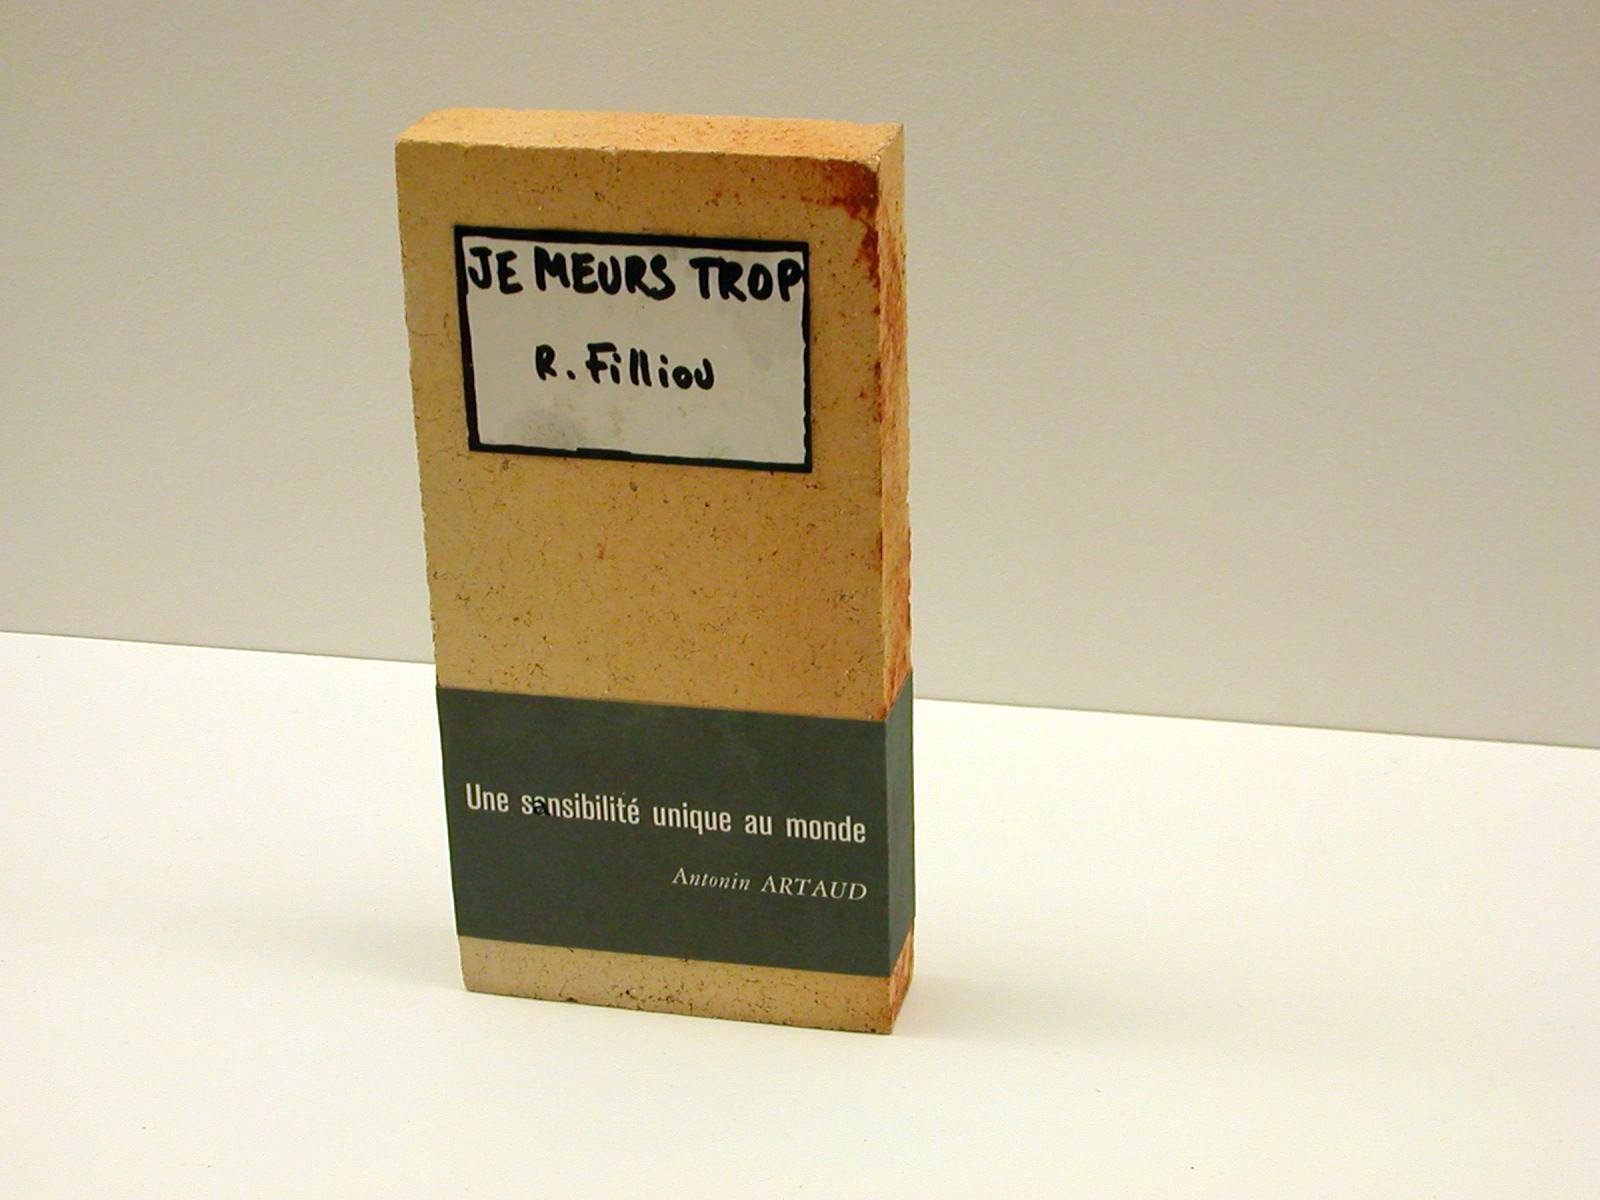 JE MEURS TROP
R. Filliou
Une sensibilité unique au monde
Antonin ARTAUD